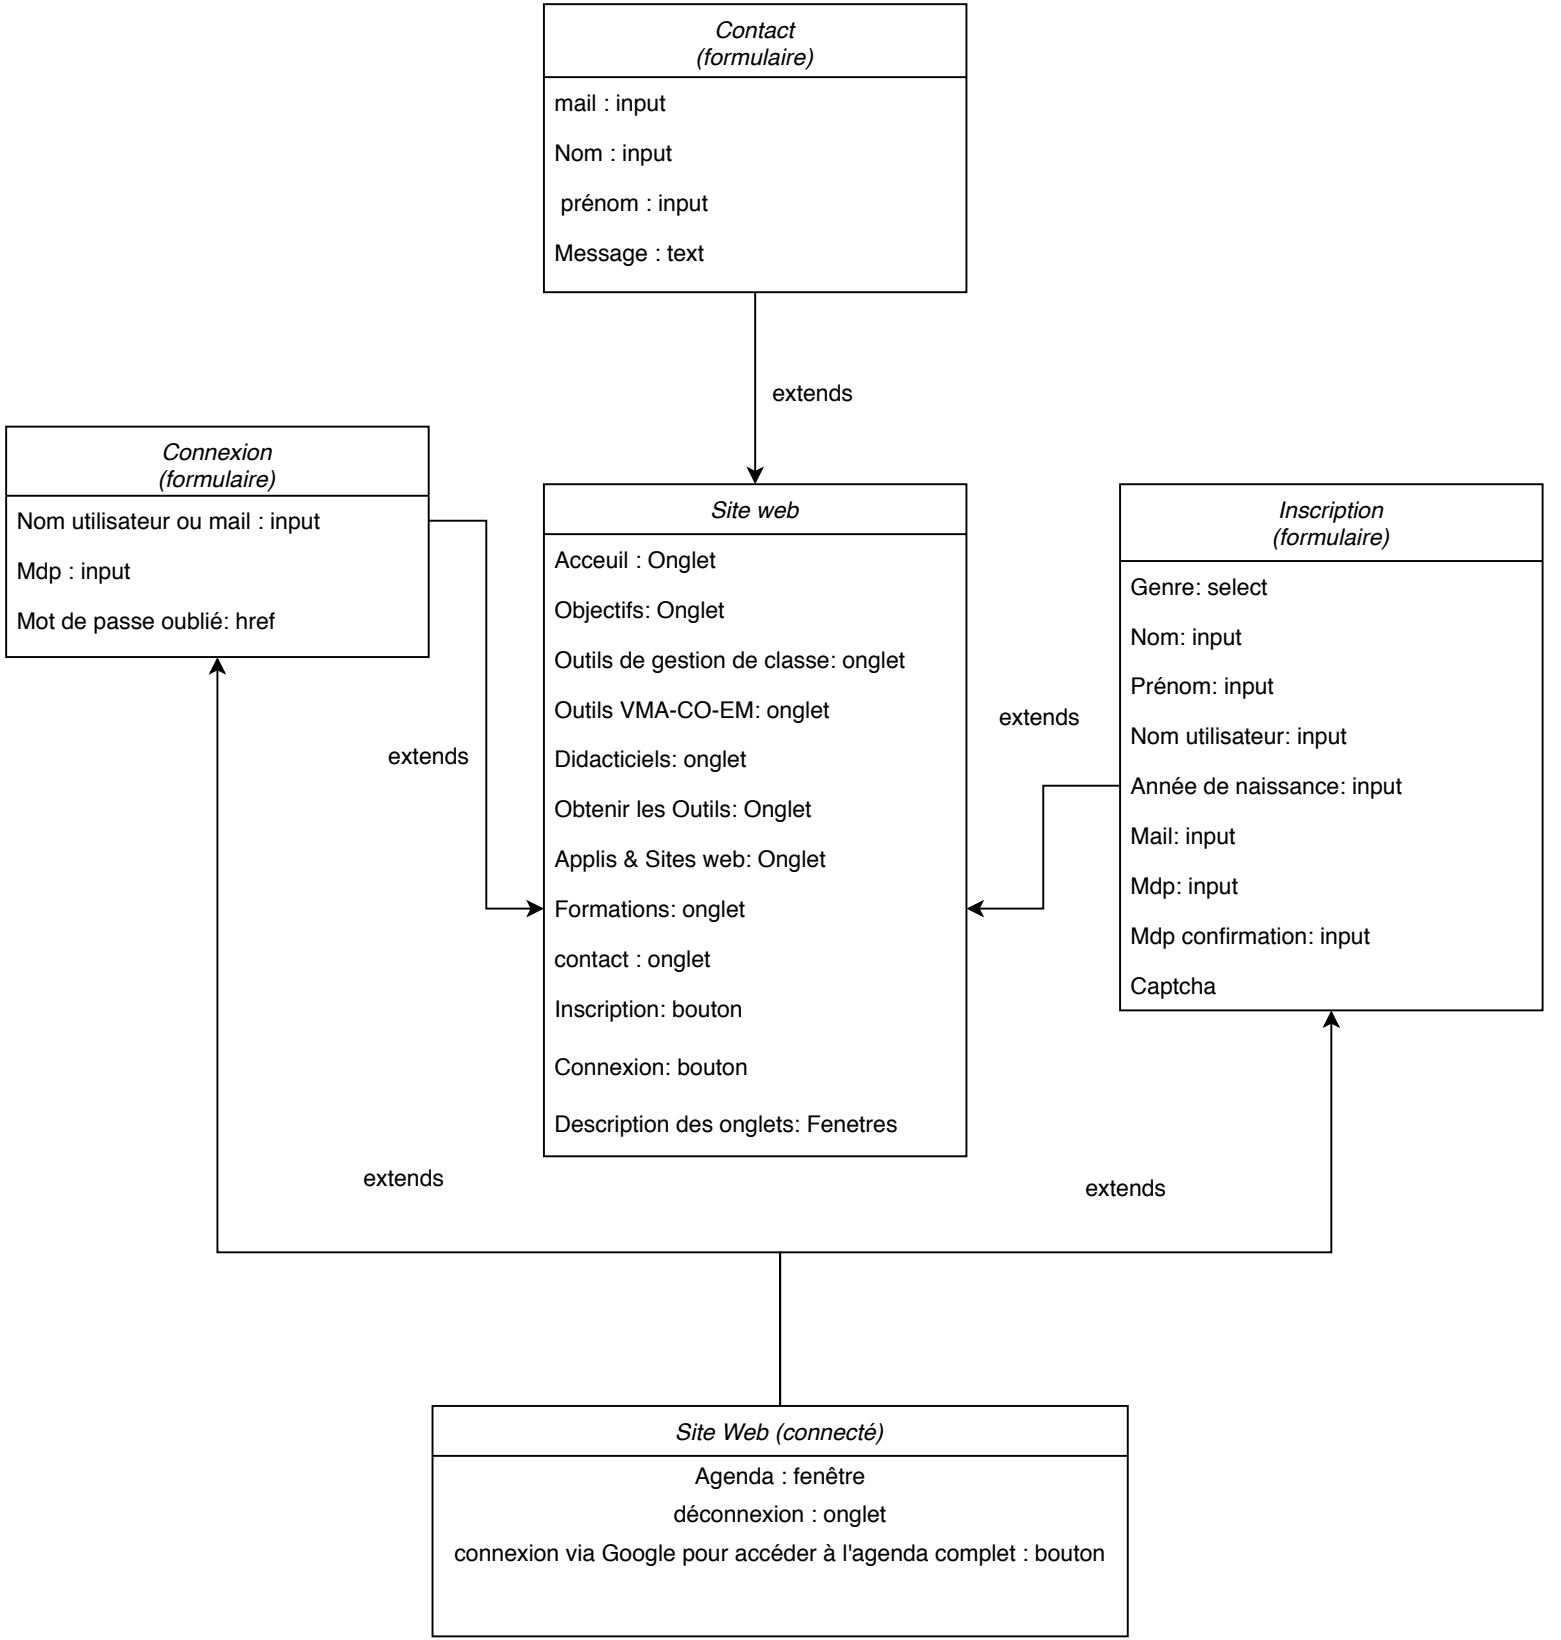 Contact
(formulaire)
mail : input
Nom : input
prénom : input
Message : text
extends
Connexion
(formulaire)
Nom utilisateur ou mail : input
Mdp : input
Mot de passe oublié: href
extends
Site web
Acceuil : Onglet
Objectifs: Onglet
Outils de gestion de classe: onglet
Outils VMA-CO-EM: onglet
Didacticiels: onglet
Obtenir les Outils: Onglet
Applis & Sites web: Onglet
Formations: onglet
contact : onglet
Inscription: bouton
Connexion: bouton
Description des onglets: Fenetres
extends
Inscription
(formulaire)
Genre: select
Nom: input
Prénom: input
Nom utilisateur: input
Année de naissance: input
Mail: input
Mdp: input
Mdp confirmation: input
Captcha
extends
extends
Site Web (connecté)
Agenda : fenêtre
déconnexion : onglet
connexion via Google pour accéder à l'agenda complet : bouton